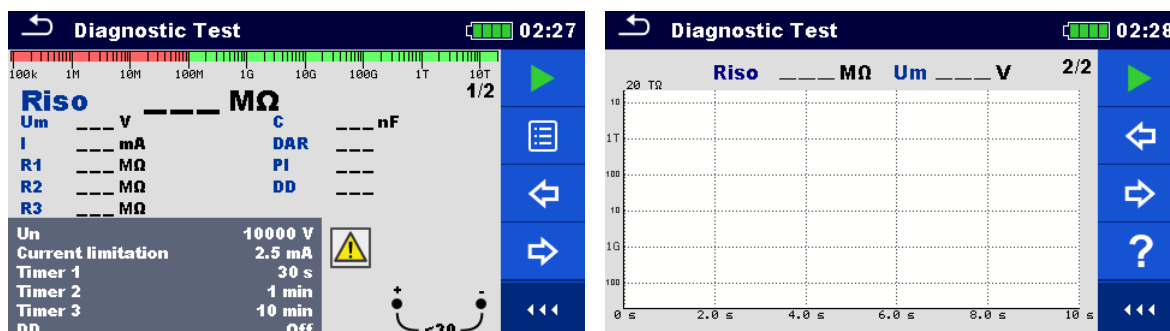 Diagnostic Test 02:27
100k 1M 10M 100M 1G 10G 100G 1T 10T
1/2
Riso ___ MΩ
Um ___ V C ___ nF
I ___ mA DAR ___
R1 ___ MΩ PI ___
R2 ___ MΩ DD ___
R3 ___ MΩ
Un 10000 V
Current limitation 2.5 mA
Timer 1 30 s
Timer 2 1 min
Timer 3 10 min
DD Off
+ -
<30
Diagnostic Test 02:28
Riso ___ MΩ Um ___ V 2/2
20 TΩ
10
1T
100
10
1G
100
0 s 2.0 s 4.0 s 6.0 s 8.0 s 10 s
?